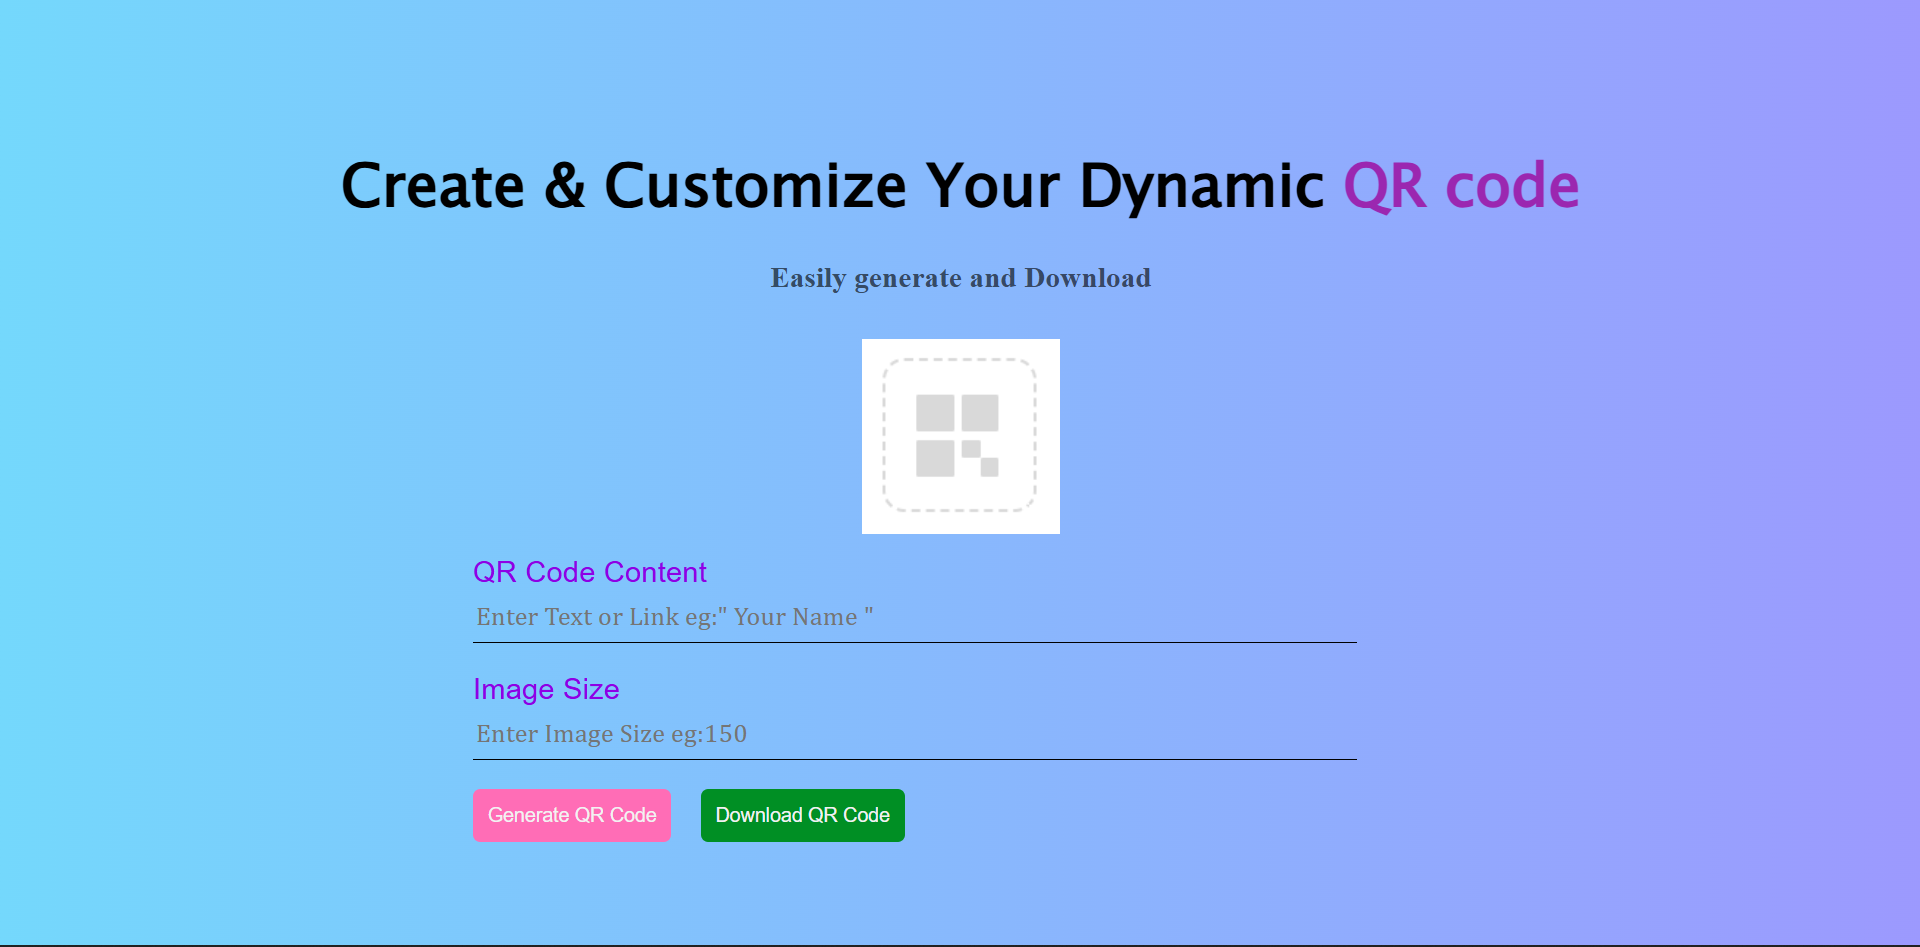 Create & Customize Your Dynamic QR code
Easily generate and Download
QR Code Content
Enter Text or Link eg:" Your Name "
Image Size
Enter Image Size eg:150
Generate QR Code
Download QR Code